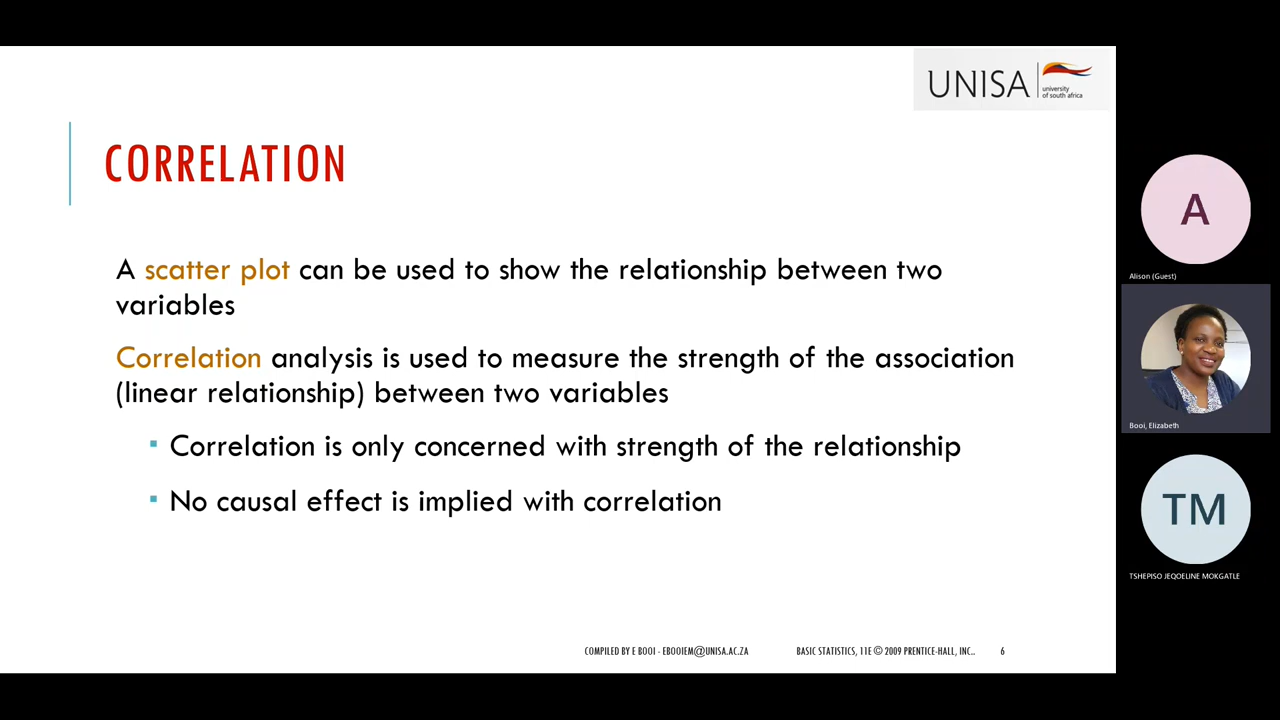 UNISA
university
of south africa
CORRELATION
A scatter plot can be used to show the relationship between two
variables
Correlation analysis is used to measure the strength of the association
(linear relationship) between two variables
Correlation is only concerned with strength of the relationship
No causal effect is implied with correlation
COMPILED BY E BOOI - EBOOIEM@UNISA.AC.ZA
BASIC STATISTICS, 11E © 2009 PRENTICE-HALL, INC..
6
A
Alison (Guest)
Booi, Elizabeth
TM
TSHEPISO JEQOELINE MOKGATLE